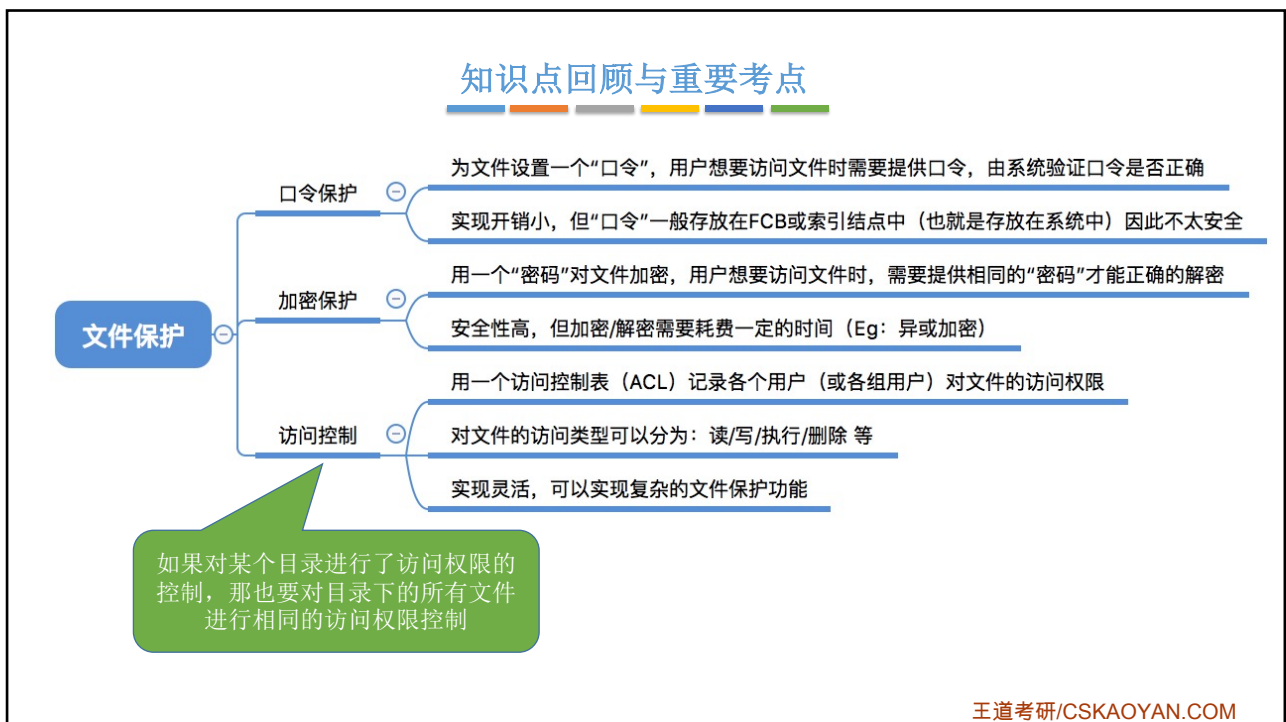 知识点回顾与重要考点
文件保护
口令保护
为文件设置一个“口令”，用户想要访问文件时需要提供口令，由系统验证口令是否正确
实现开销小，但“口令”一般存放在FCB或索引结点中（也就是存放在系统中）因此不太安全
加密保护
用一个“密码”对文件加密，用户想要访问文件时，需要提供相同的“密码”才能正确的解密
安全性高，但加密/解密需要耗费一定的时间（Eg：异或加密）
访问控制
用一个访问控制表（ACL）记录各个用户（或各组用户）对文件的访问权限
对文件的访问类型可以分为：读/写/执行/删除 等
实现灵活，可以实现复杂的文件保护功能
如果对某个目录进行了访问权限的
控制，那也要对目录下的所有文件
进行相同的访问权限控制
王道考研/CSKAOYAN.COM